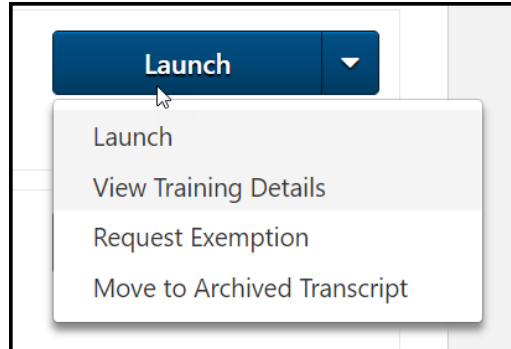 Launch
Launch
View Training Details
Request Exemption
Move to Archived Transcript